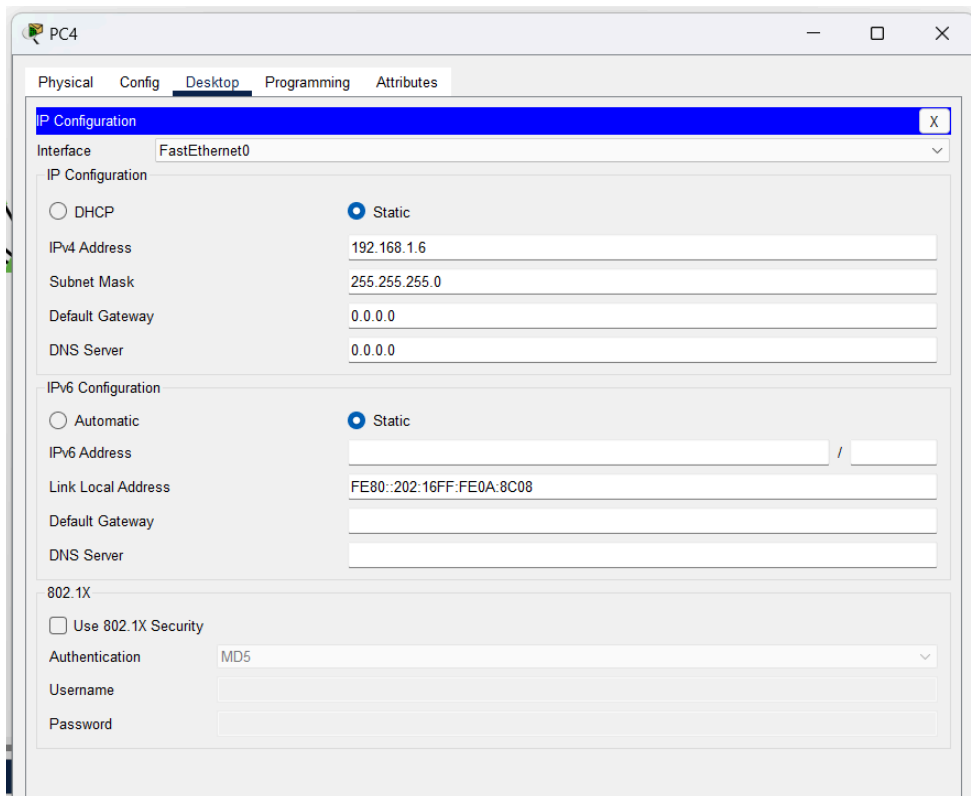 PC4
Physical Config Desktop Programming Attributes
IP Configuration X
Interface FastEthernet0
IP Configuration
DHCP Static
IPv4 Address 192.168.1.6
Subnet Mask 255.255.255.0
Default Gateway 0.0.0.0
DNS Server 0.0.0.0
IPv6 Configuration
Automatic Static
IPv6 Address /
Link Local Address FE80::202:16FF:FE0A:8C08
Default Gateway
DNS Server
802.1X
Use 802.1X Security
Authentication MD5
Username
Password